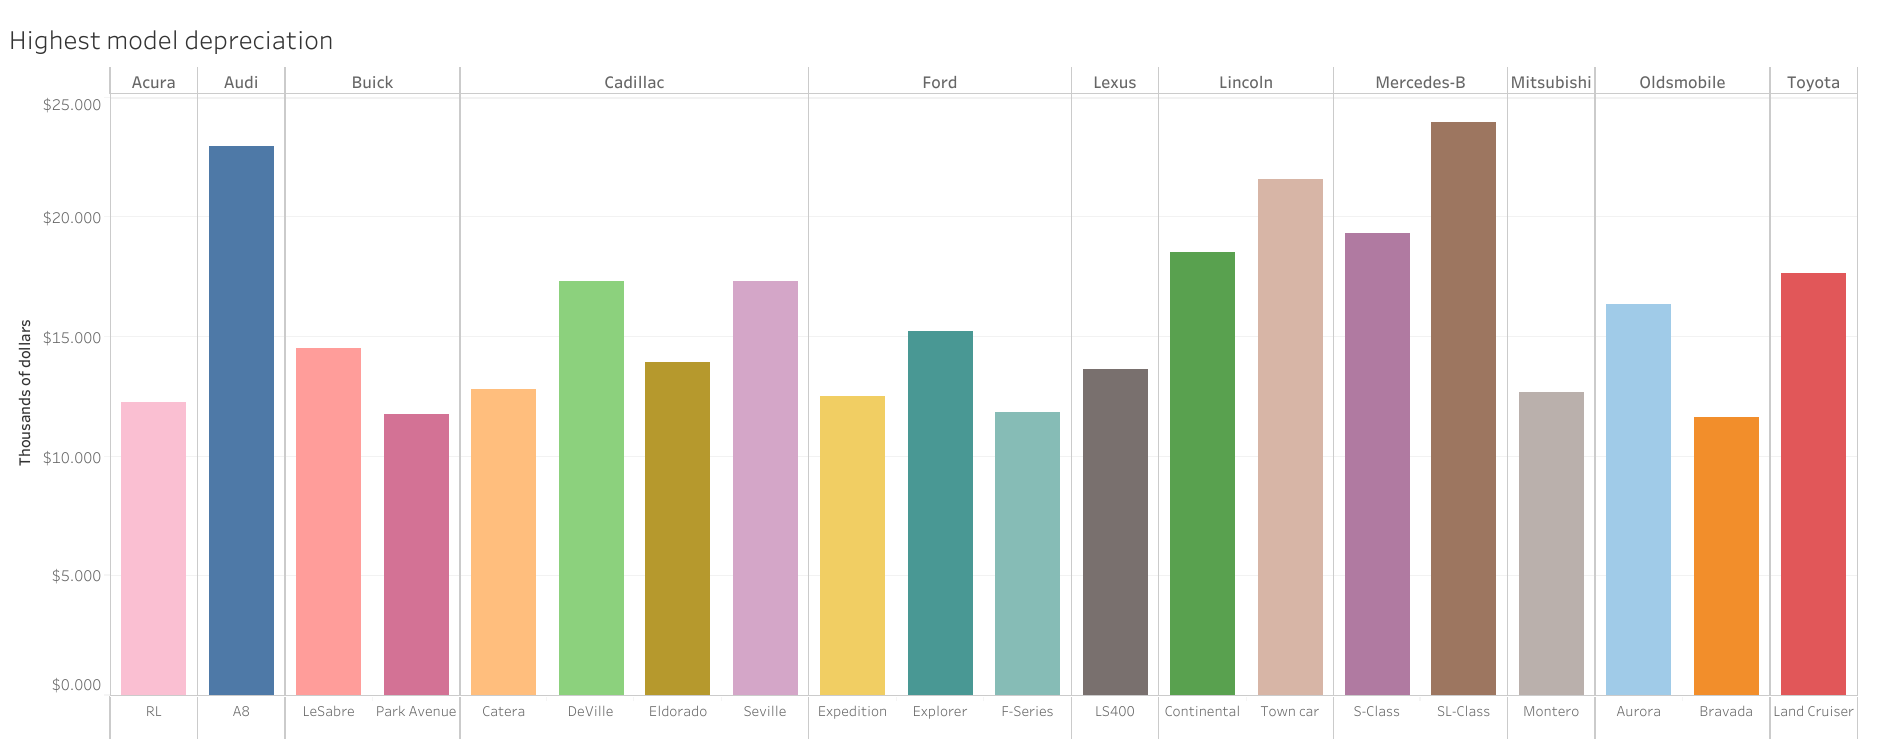 Highest model depreciation
Acura Audi Buick Cadillac Ford Lexus Lincoln Mercedes-B Mitsubishi Oldsmobile Toyota
$25.000
$20.000
$15.000
$10.000
$5.000
$0.000
Thousands of dollars
RL A8 LeSabre Park Avenue Catera DeVille Eldorado Seville Expedition Explorer F-Series LS400 Continental Town car S-Class SL-Class Montero Aurora Bravada Land Cruiser